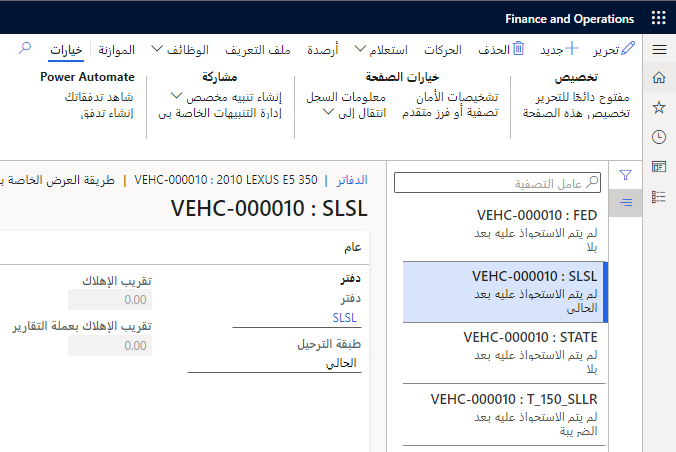 Finance and Operations
تحرير
جديد
الحذف
الحركات
استعلام
أرصدة
ملف التعريف
الوظائف
الموازنة
خيارات
تخصيص
مفتوح دائمًا للتحرير
تخصيص هذه الصفحة
خيارات الصفحة
تشخيصات الأمان
تصفية أو فرز متقدم
معلومات السجل
انتقال إلى
مشاركة
إنشاء تنبيه مخصص
إدارة التنبيهات الخاصة بي
Power Automate
شاهد تدفقاتك
إنشاء تدفق
عامل التصفية
VEHC-000010 : FED
لم يتم الاستحواذ عليه بعد
بلا
VEHC-000010 : SLSL
لم يتم الاستحواذ عليه بعد
الحالي
VEHC-000010 : STATE
لم يتم الاستحواذ عليه بعد
بلا
VEHC-000010 : T_150_SLLR
لم يتم الاستحواذ عليه بعد
الضريبة
الدفاتر | VEHC-000010 : 2010 LEXUS E5 350 | طريقة العرض الخاصة ب
VEHC-000010 : SLSL
عام
دفتر
دفتر
SLSL
طبقة الترحيل
الحالي
تقريب الإهلاك
0.00
تقريب الإهلاك بعملة التقارير
0.00